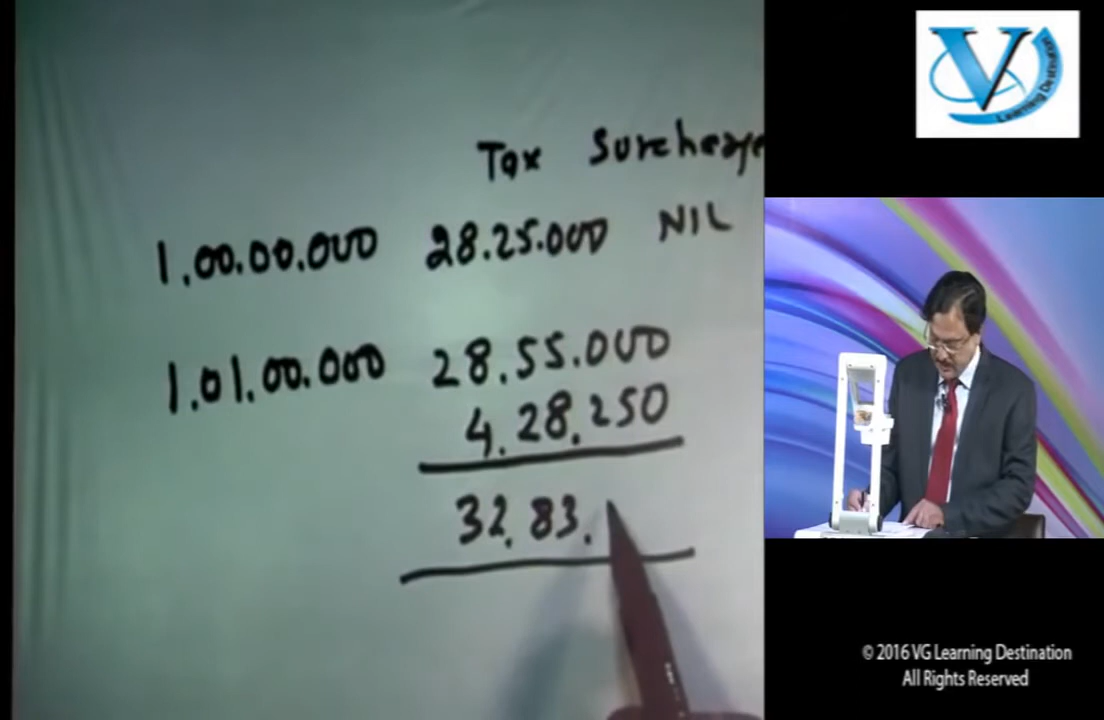 V
Learning Destination
Tax Surcharge
1.00.00.000 28.25.000 NIL
1.01.00.000 28.55.000
4.28.250
32.83.
© 2016 VG Learning Destination
All Rights Reserved